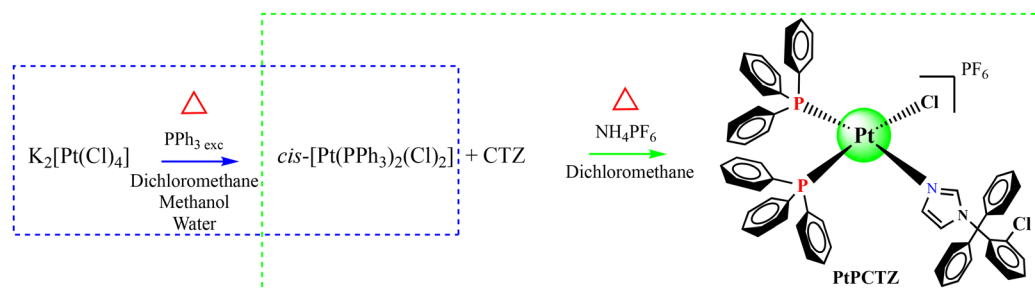 K2[Pt(Cl)4]
PPh3 exc
Dichloromethane
Methanol
Water
cis-[Pt(PPh3)2(Cl)2] + CTZ
NH4PF6
Dichloromethane
PF6
P
Cl
Pt
P
N
N
Cl
PtPCTZ